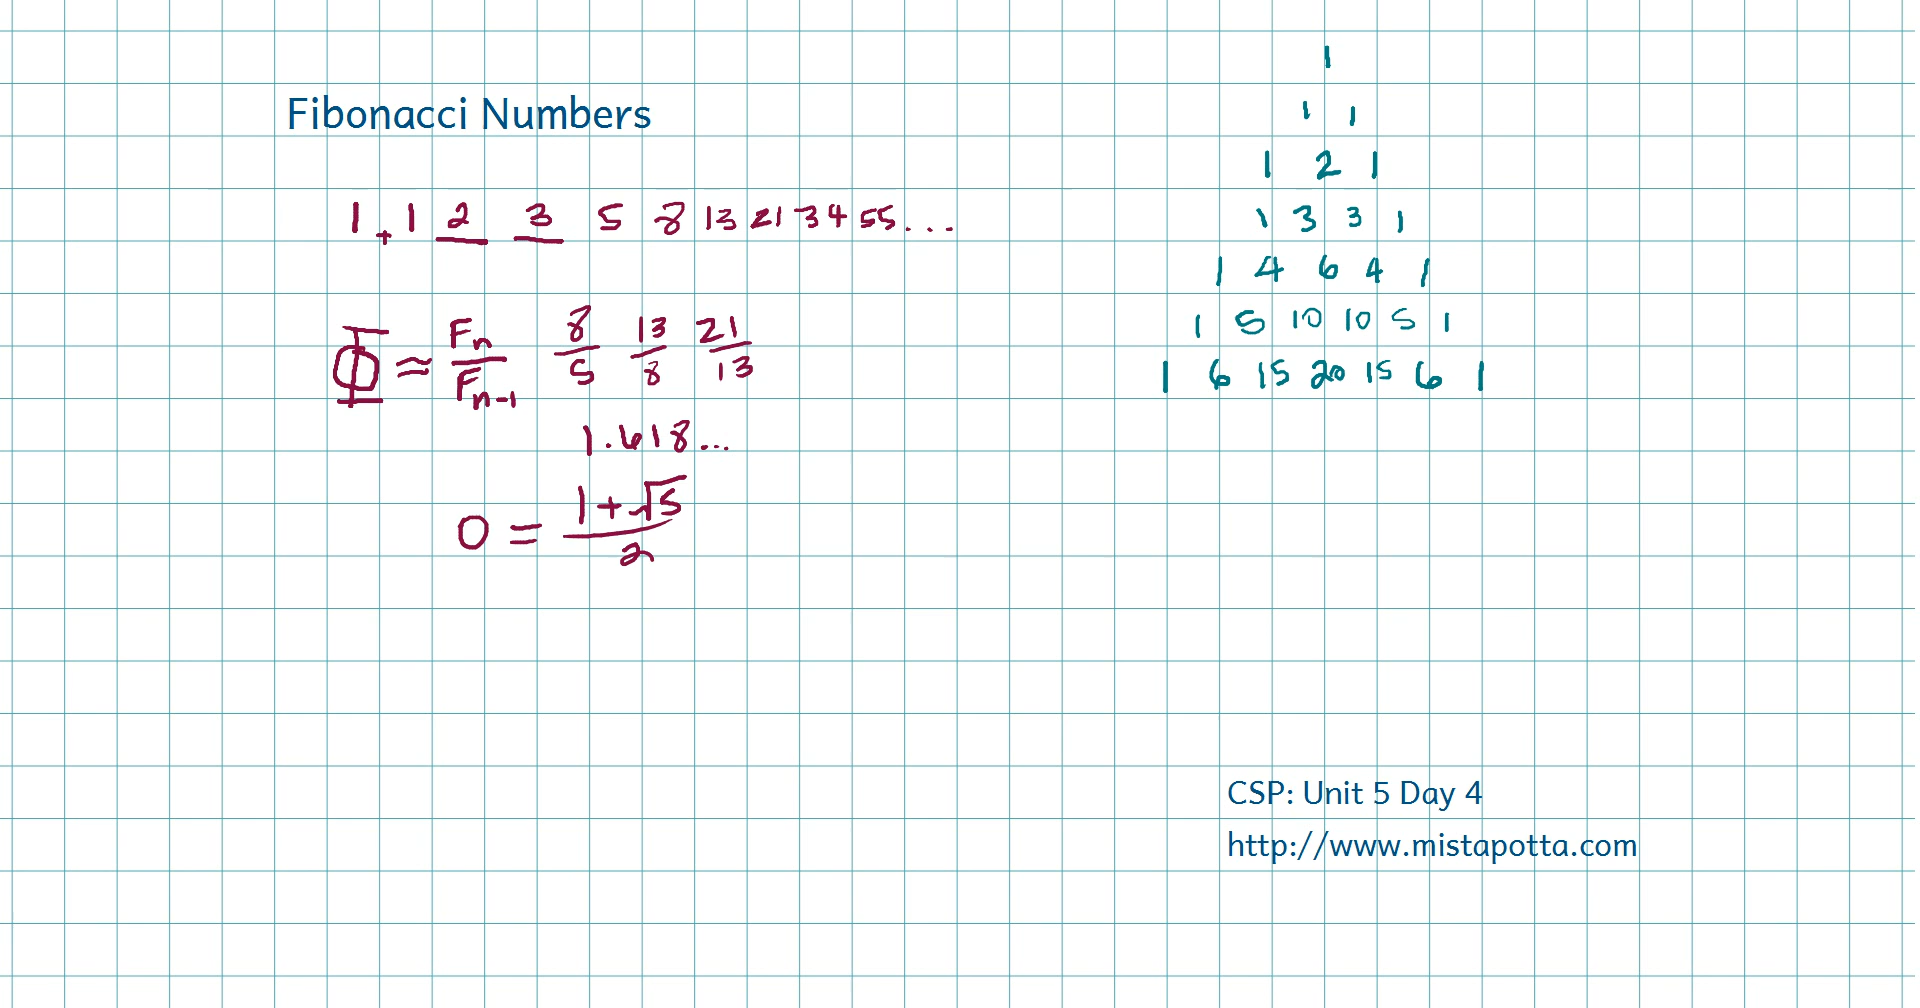 Fibonacci Numbers
1 + 1 2 3 5 8 13 21 34 55 ...
Φ ≈ Fn/Fn-1 8/5 13/8 21/13
1.618...
0 = 1+√5/2
1
1 1
1 2 1
1 3 3 1
1 4 6 4 1
1 5 10 10 5 1
1 6 15 20 15 6 1
CSP: Unit 5 Day 4
http://www.mistapotta.com